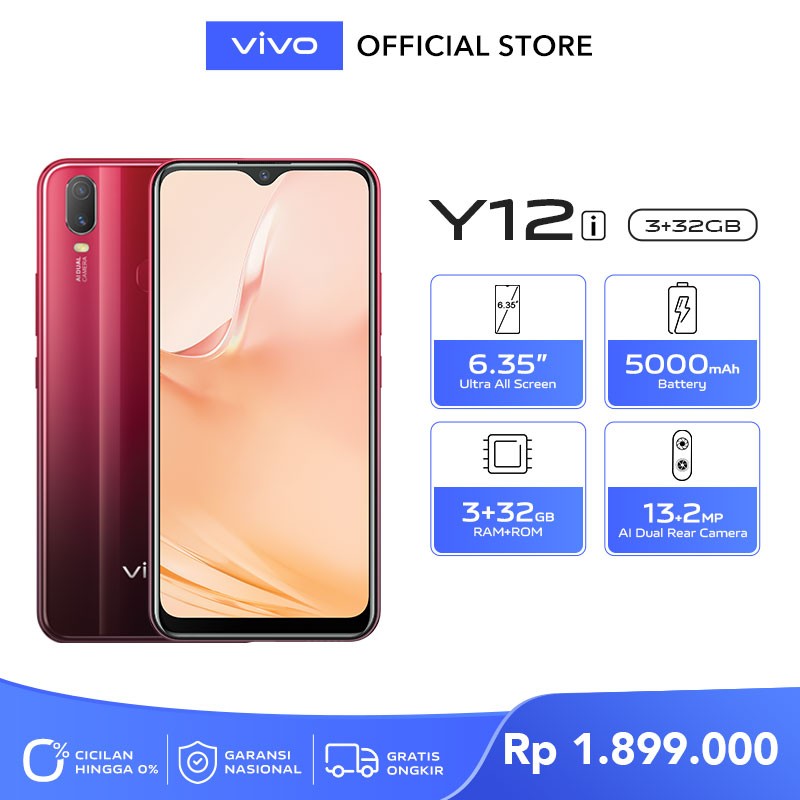 vivo OFFICIAL STORE
Y12i 3+32GB
6.35"
6.35"
Ultra All Screen
5000mAh
Battery
3+32GB
RAM+ROM
13+2MP
AI Dual Rear Camera
AI DUAL
CAMERA
vi
0% CICILAN
HINGGA 0%
GARANSI
NASIONAL
GRATIS
ONGKIR
Rp 1.899.000